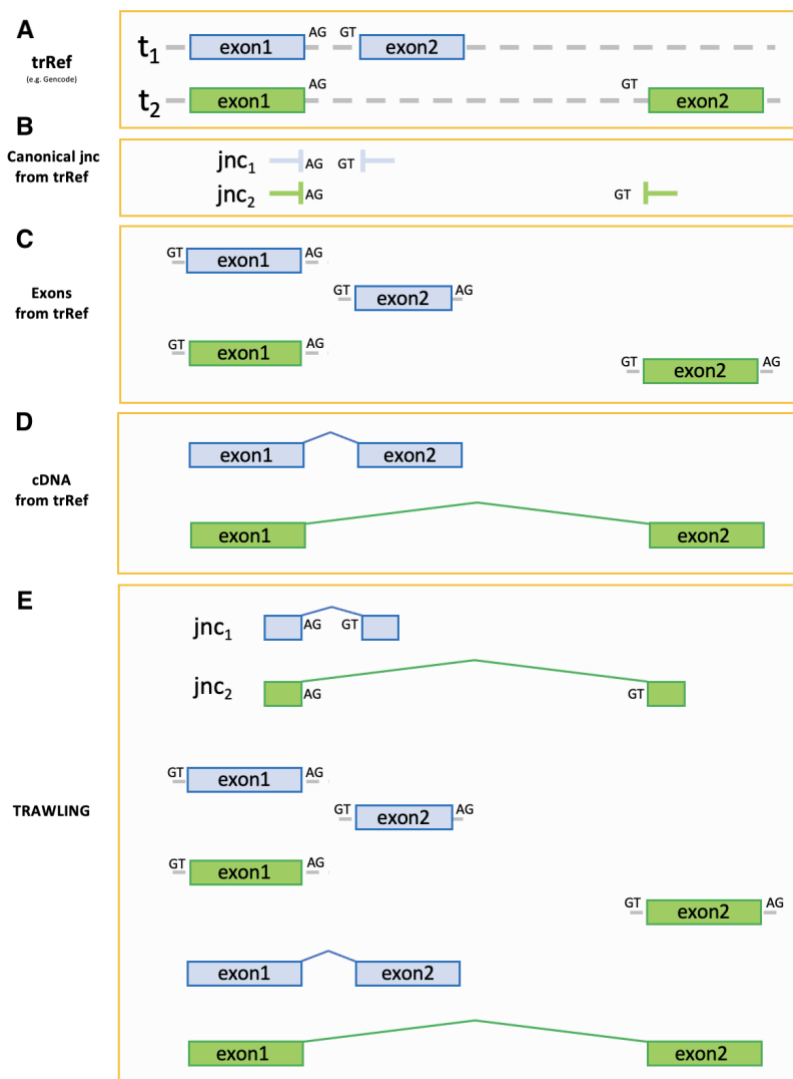 A
trRef
(e.g. Gencode)
t1 exon1 AG GT exon2
t2 exon1 AG GT exon2
B
Canonical jnc
from trRef
jnc1 AG GT
jnc2 AG GT
C
Exons
from trRef
GT exon1 AG
GT exon2 AG
GT exon1 AG
GT exon2 AG
D
cDNA
from trRef
exon1 exon2
exon1 exon2
E
TRAWLING
jnc1 AG GT
jnc2 AG GT
GT exon1 AG
GT exon2 AG
GT exon1 AG
GT exon2 AG
exon1 exon2
exon1 exon2